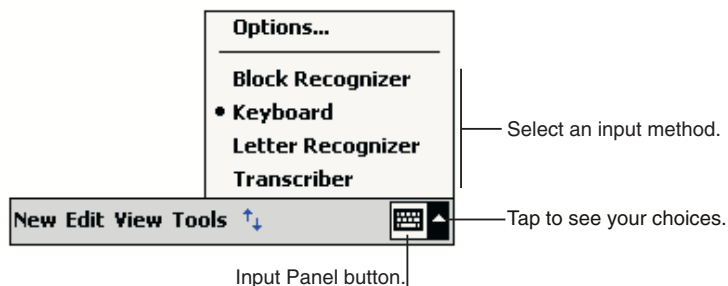 Options...
Block Recognizer
Keyboard
Letter Recognizer
Transcriber
Select an input method.
New Edit View Tools
Tap to see your choices.
Input Panel button.